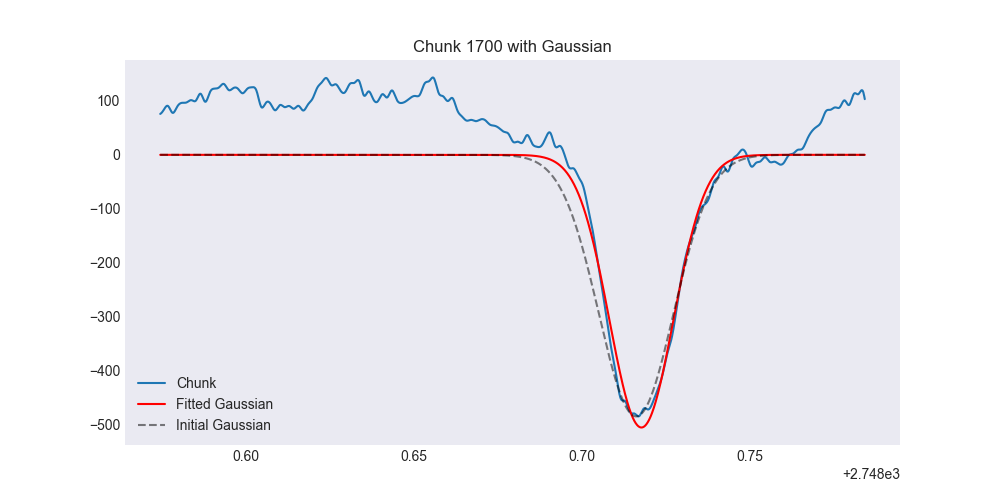 Chunk 1700 with Gaussian
100
0
−100
−200
−300
−400
−500
Chunk
Fitted Gaussian
Initial Gaussian
0.60 0.65 0.70 0.75
+2.748e3